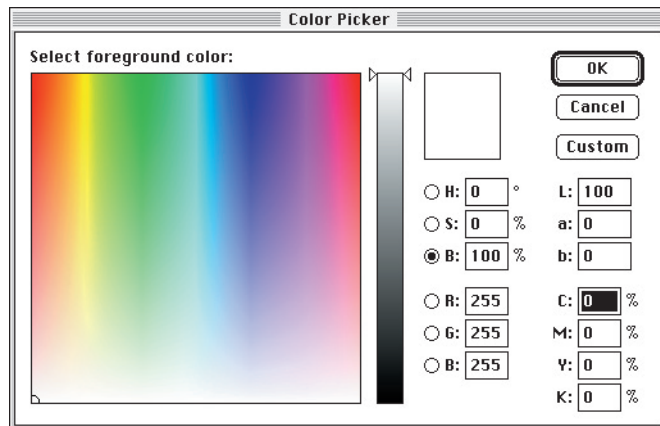 Color Picker
Select foreground color:
OK
Cancel
Custom
H: 0 ° L: 100
S: 0 % a: 0
B: 100 % b: 0
R: 255 C: 0 %
G: 255 M: 0 %
B: 255 Y: 0 %
K: 0 %